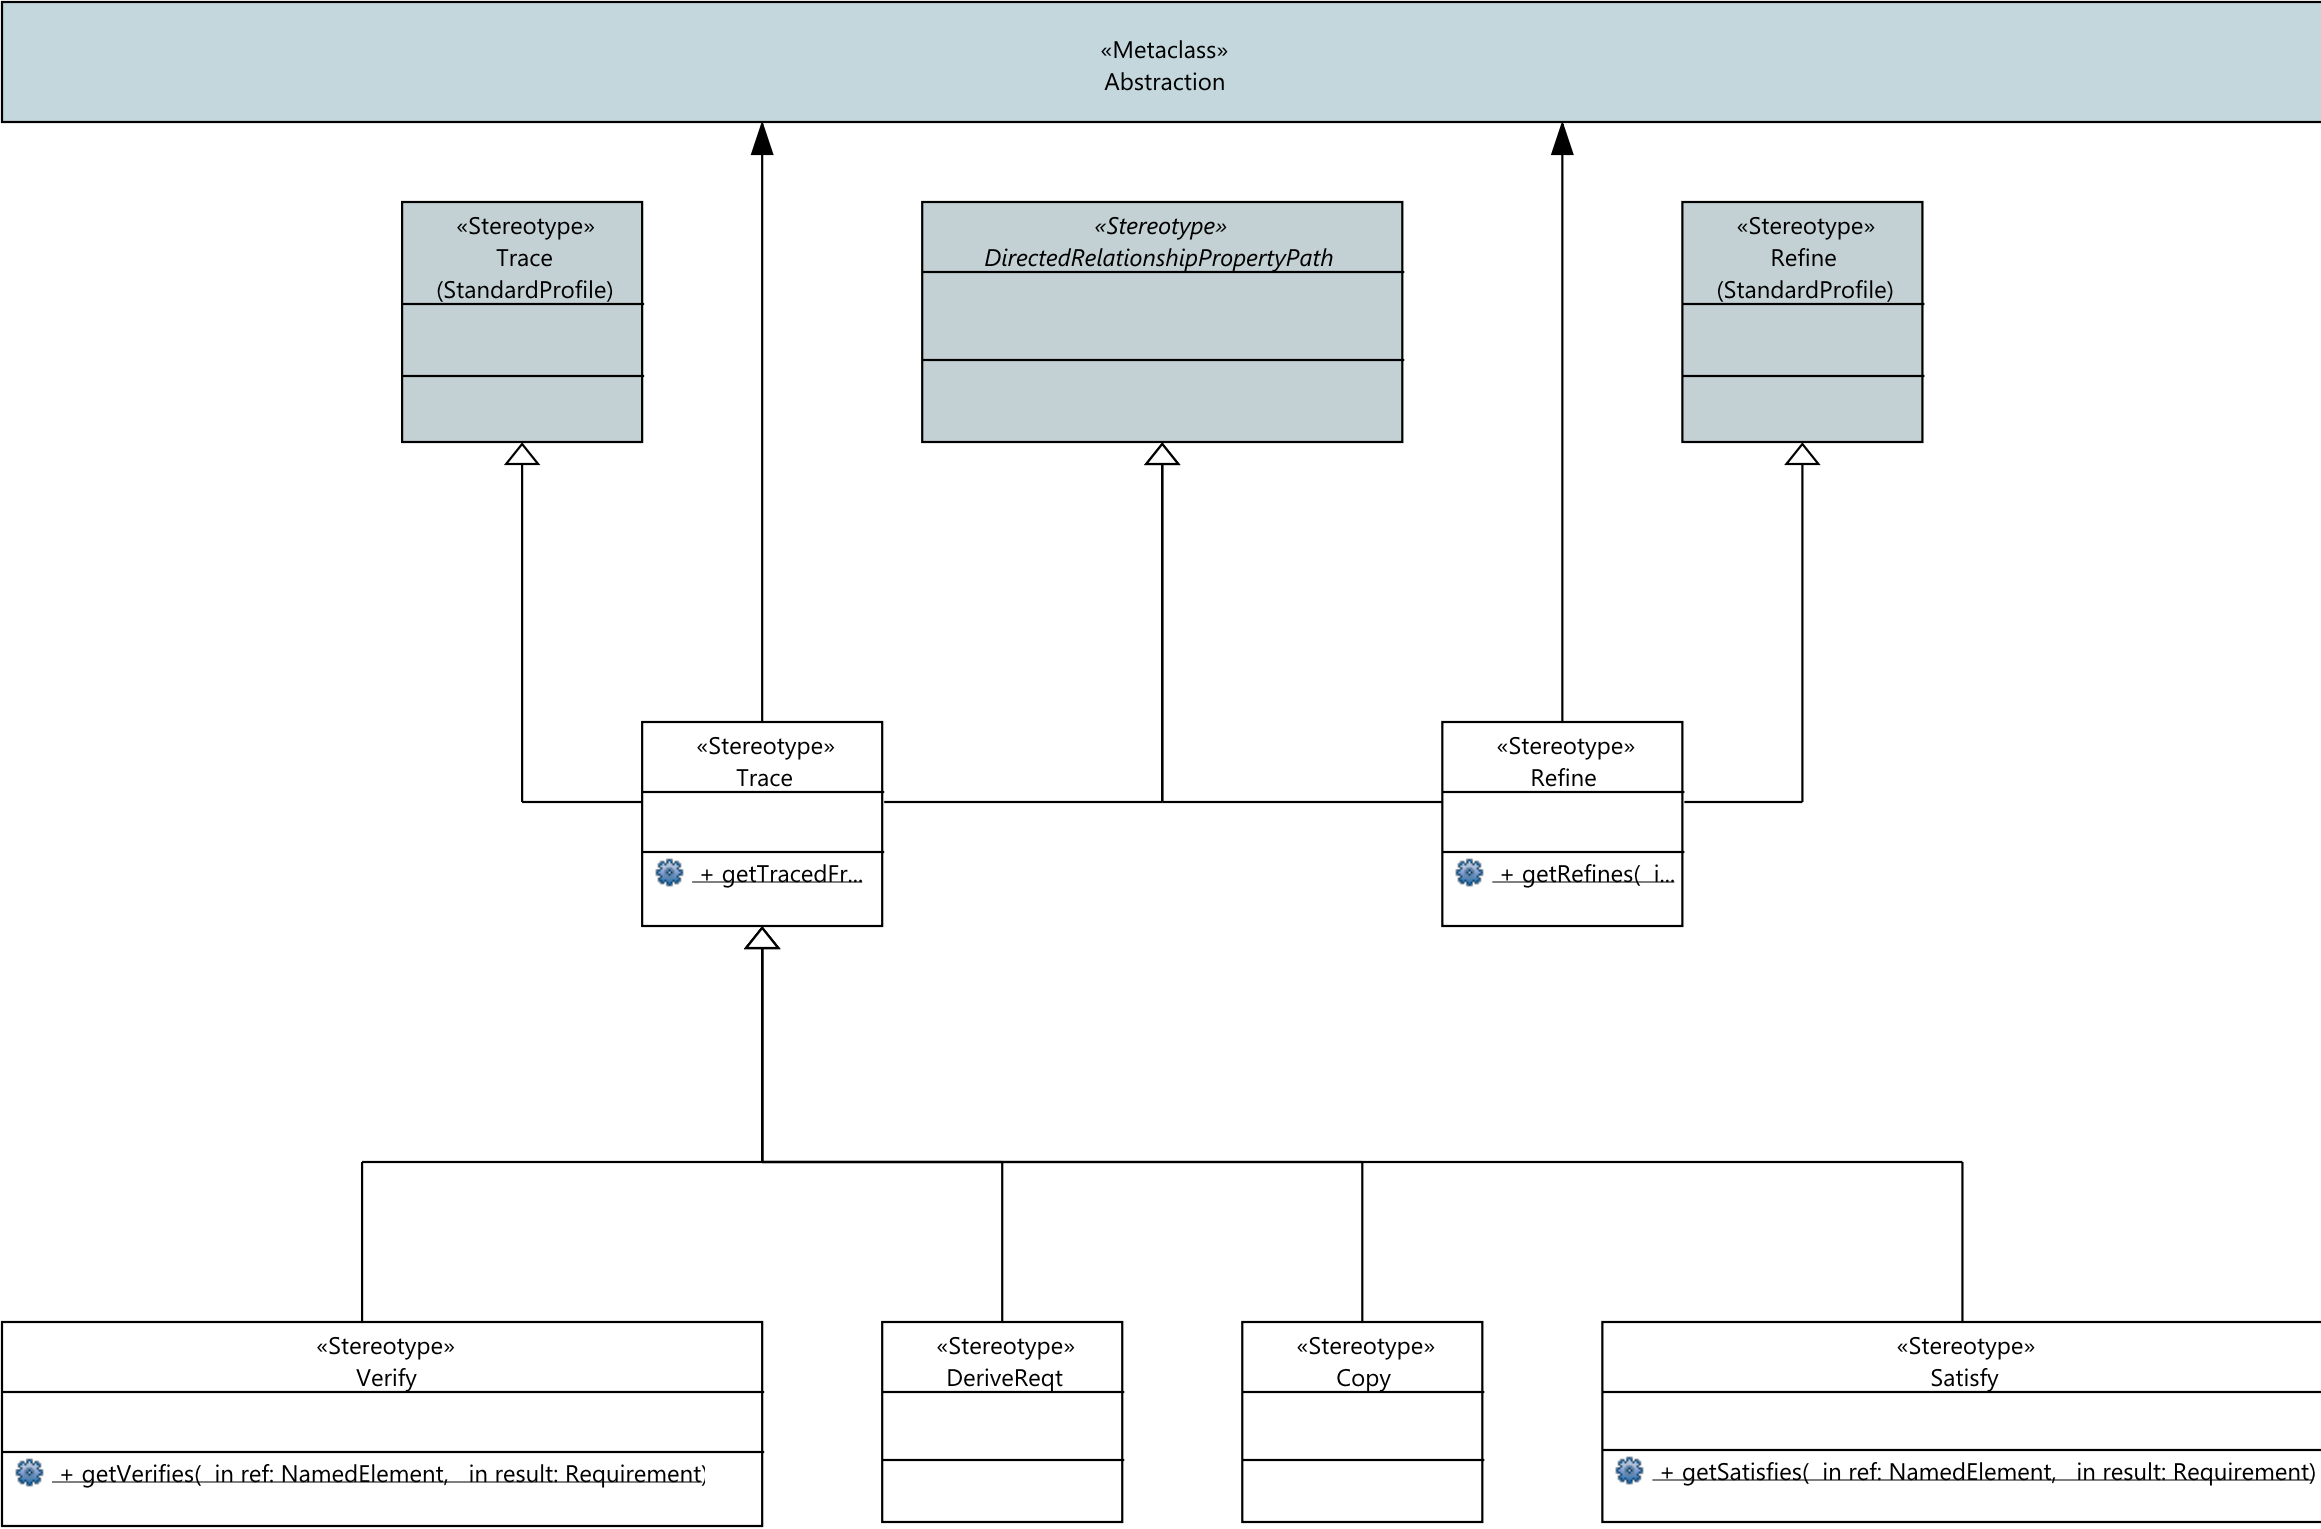 «Metaclass»
Abstraction
«Stereotype»
Trace
(StandardProfile)
«Stereotype»
DirectedRelationshipPropertyPath
«Stereotype»
Refine
(StandardProfile)
«Stereotype»
Trace
+ getTracedFr...
«Stereotype»
Refine
+ getRefines( i...
«Stereotype»
Verify
+ getVerifies( in ref: NamedElement, in result: Requirement)
«Stereotype»
DeriveReqt
«Stereotype»
Copy
«Stereotype»
Satisfy
+ getSatisfies( in ref: NamedElement, in result: Requirement)